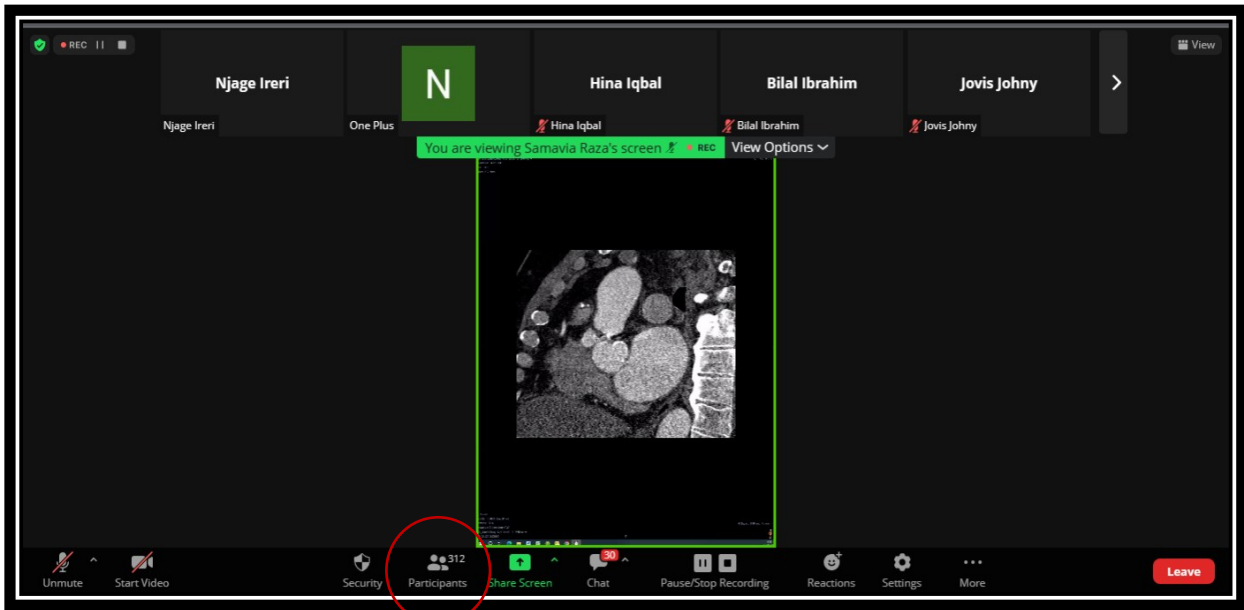 REC
View
Njage Ireri
N
Hina Iqbal
Bilal Ibrahim
Jovis Johny
Njage Ireri
One Plus
Hina Iqbal
Bilal Ibrahim
Jovis Johny
You are viewing Samavia Raza's screen REC View Options
312
30
Unmute
Start Video
Security
Participants
Share Screen
Chat
Pause/Stop Recording
Reactions
Settings
More
Leave